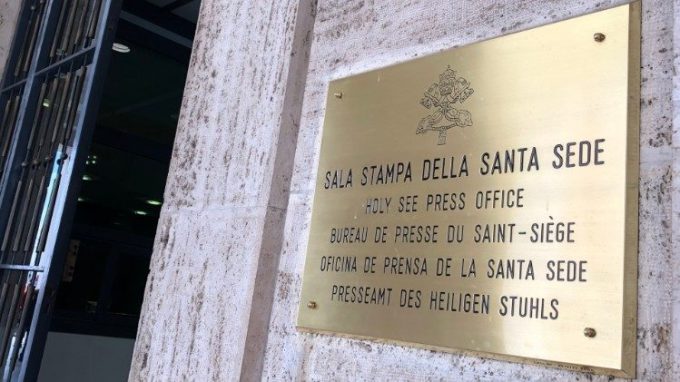 SALA STAMPA DELLA SANTA SEDE
HOLY SEE PRESS OFFICE
BUREAU DE PRESSE DU SAINT-SIÈGE
OFICINA DE PRENSA DE LA SANTA SEDE
PRESSEAMT DES HEILIGEN STUHLS